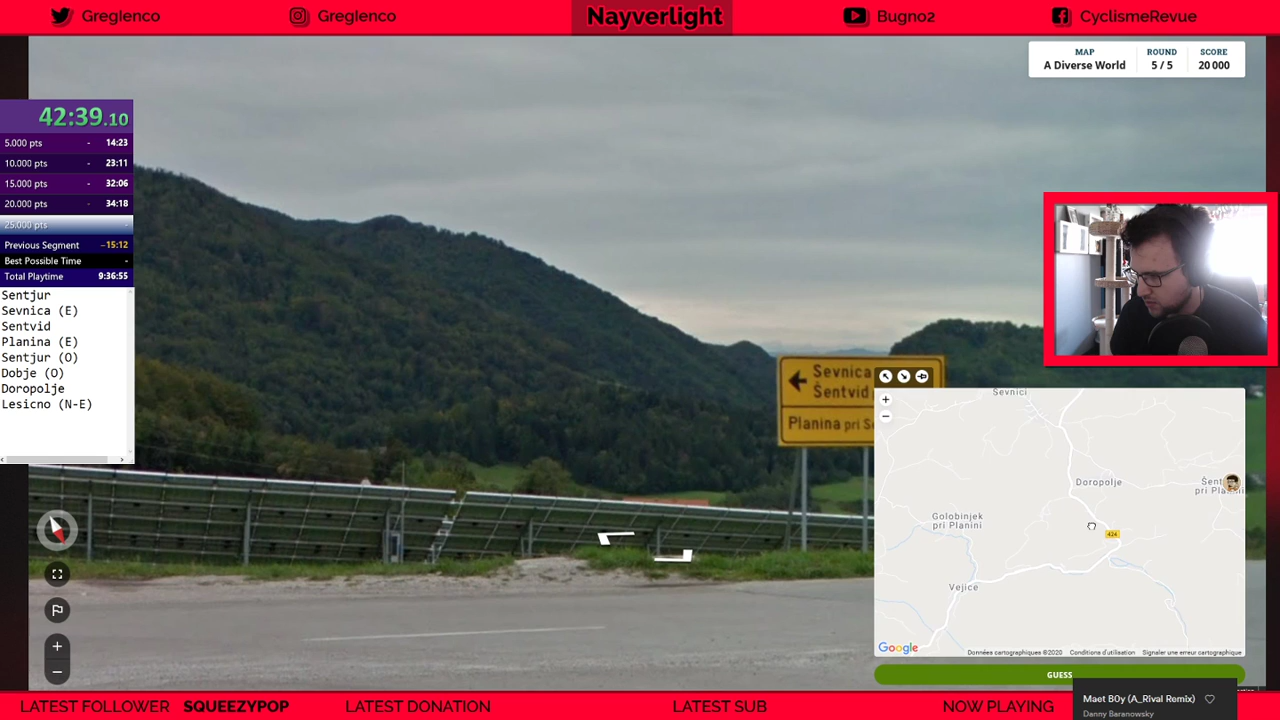 Greglenco
Greglenco
Nayverlight
Bugno2
CyclismeRevue
MAP
A Diverse World
ROUND
5 / 5
SCORE
20 000
42:39.10
5.000 pts - 14:23
10.000 pts - 23:11
15.000 pts - 32:06
20.000 pts - 34:18
25.000 pts -
Previous Segment -15:12
Best Possible Time -
Total Playtime 9:36:55
Sentjur
Sevnica (E)
Sentvid
Planina (E)
Sentjur (O)
Dobje (O)
Doropolje
Lesicno (N-E)
Sevnica
Šentvid
Planina pri
Sevnici
Doropolje
Golobinjek
pri Planini
424
Vejice
Google
Données cartographiques ©2020 Conditions d'utilisation Signaler une erreur cartographique
GUESS
LATEST FOLLOWER SQUEEZYPOP
LATEST DONATION
LATEST SUB
NOW PLAYING
Maet B0y (A_Rival Remix)
Danny Baranowsky